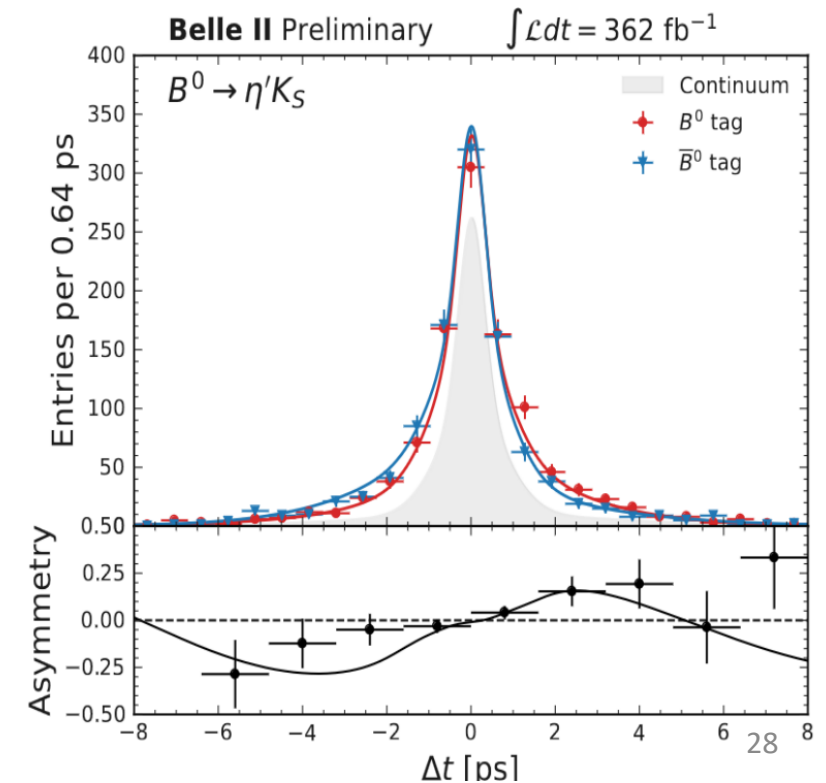 Belle II Preliminary ∫ℒdt = 362 fb⁻¹
B⁰ → η′K_S
Continuum
B⁰ tag
B̅⁰ tag
Entries per 0.64 ps
400
350
300
250
200
150
100
50
0.50
0.25
0.00
−0.25
−0.50
Asymmetry
−8 −6 −4 −2 0 2 4 6 8
Δt [ps]
28